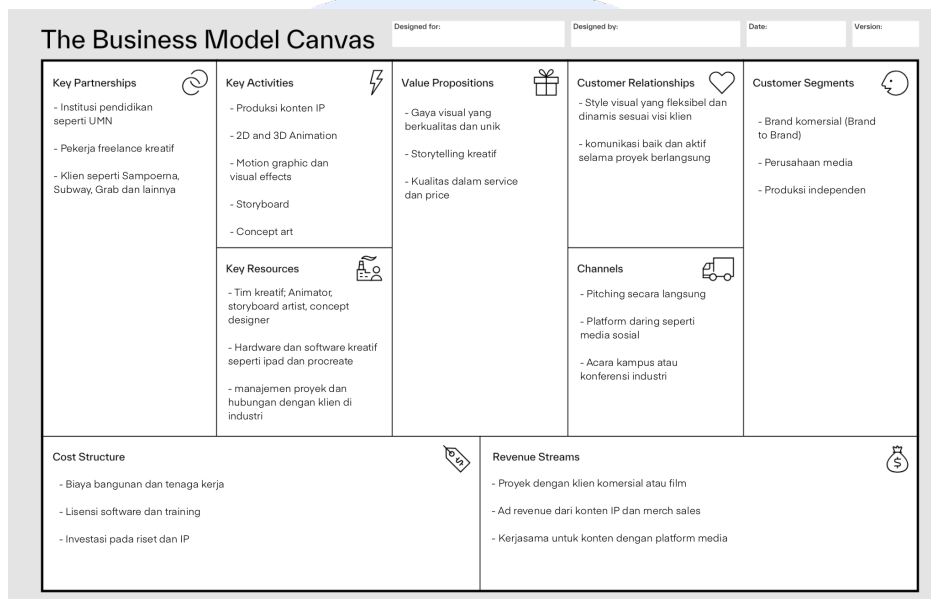 The Business Model Canvas
Designed for:
Designed by:
Date:
Version:
Key Partnerships
- Institusi pendidikan
seperti UMN
- Pekerja freelance kreatif
- Klien seperti Sampoerna,
Subway, Grab dan lainnya
Key Activities
- Produksi konten IP
- 2D and 3D Animation
- Motion graphic dan
visual effects
- Storyboard
- Concept art
Key Resources
- Tim kreatif; Animator,
storyboard artist, concept
designer
- Hardware dan software kreatif
seperti ipad dan procreate
- manajemen proyek dan
hubungan dengan klien di
industri
Value Propositions
- Gaya visual yang
berkualitas dan unik
- Storytelling kreatif
- Kualitas dalam service
dan price
Customer Relationships
- Style visual yang fleksibel dan
dinamis sesuai visi klien
- komunikasi baik dan aktif
selama proyek berlangsung
Channels
- Pitching secara langsung
- Platform daring seperti
media sosial
- Acara kampus atau
konferensi industri
Customer Segments
- Brand komersial (Brand
to Brand)
- Perusahaan media
- Produksi independen
Cost Structure
- Biaya bangunan dan tenaga kerja
- Lisensi software dan training
- Investasi pada riset dan IP
Revenue Streams
- Proyek dengan klien komersial atau film
- Ad revenue dari konten IP dan merch sales
- Kerjasama untuk konten dengan platform media